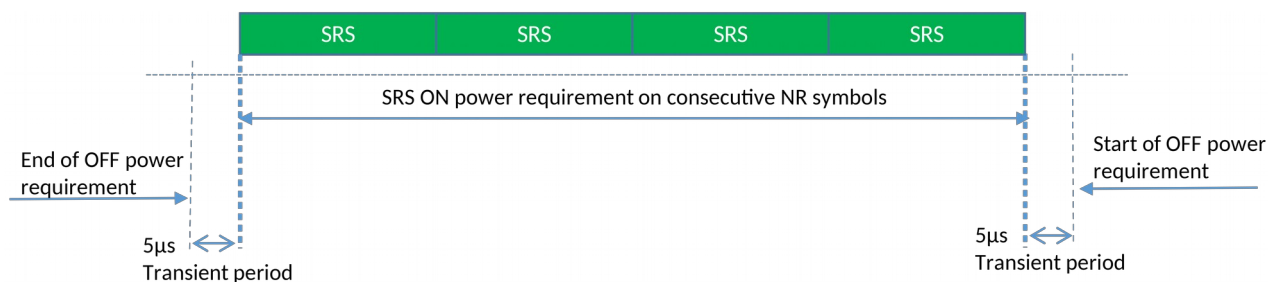 SRS SRS SRS SRS
SRS ON power requirement on consecutive NR symbols
End of OFF power
requirement
Start of OFF power
requirement
5µs
Transient period
5µs
Transient period